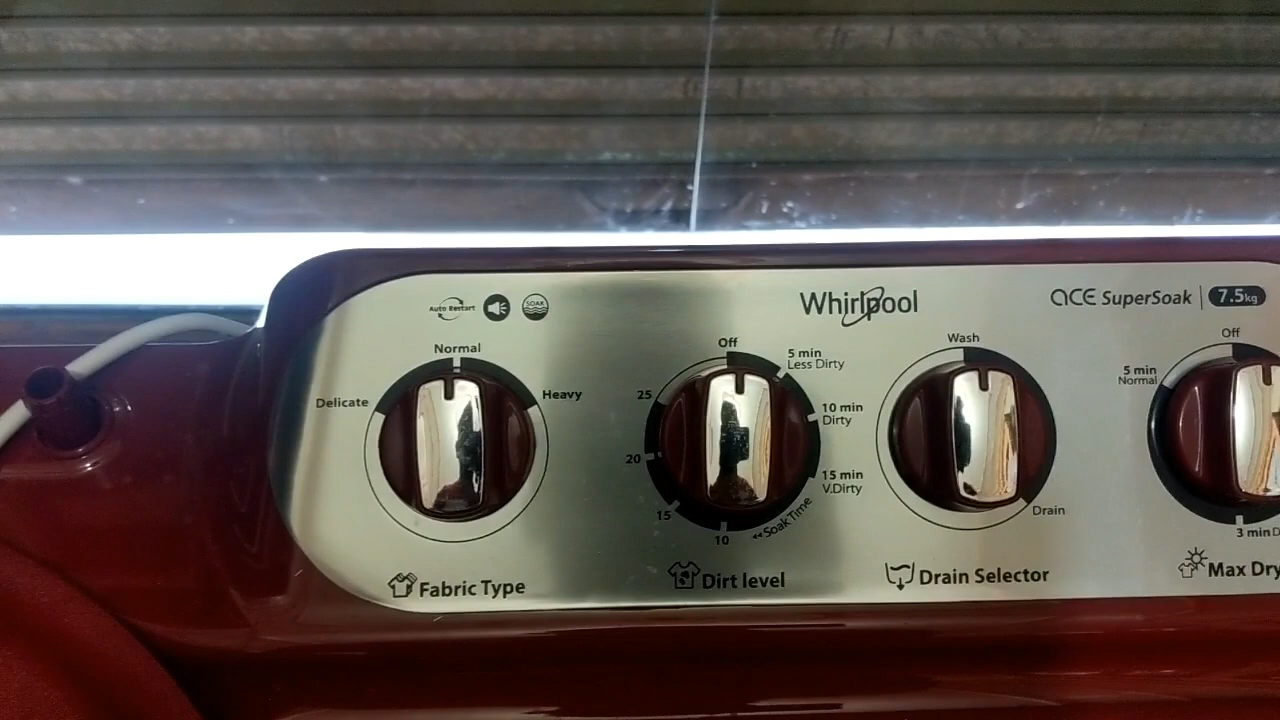 Auto Restart
SOAK
Whirlpool
ACE SuperSoak | 7.5kg
Normal
Delicate
Heavy
Fabric Type
Off
5 min
Less Dirty
10 min
Dirty
15 min
V.Dirty
Soak Time
10
15
20
25
Dirt level
Wash
Drain
Drain Selector
Off
5 min
Normal
3 min
Max Dry